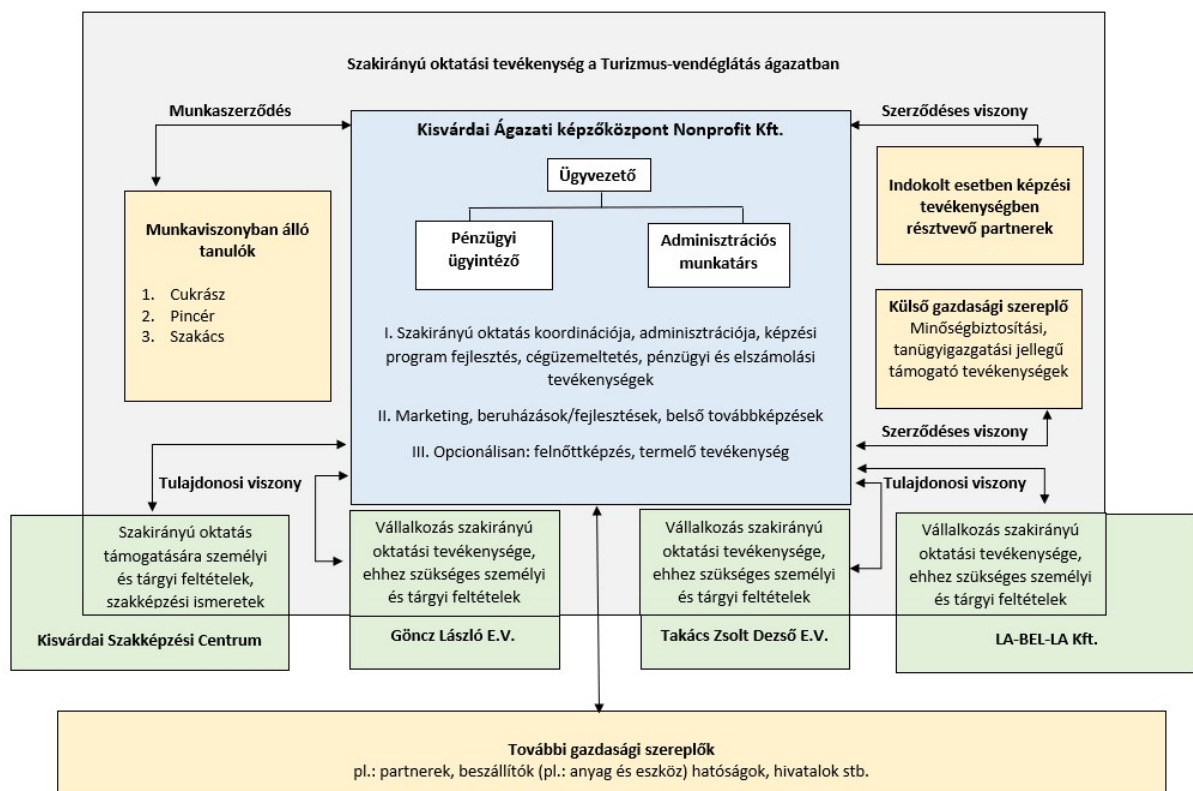 Szakirányú oktatási tevékenység a Turizmus-vendéglátás ágazatban
Munkaszerződés
Szerződéses viszony
Kisvárdai Ágazati képzőközpont Nonprofit Kft.
Ügyvezető
Pénzügyi
ügyintéző
Adminisztrációs
munkatárs
Munkaviszonyban álló
tanulók
1. Cukrász
2. Pincér
3. Szakács
Indokolt esetben képzési
tevékenységben
résztvevő partnerek
Külső gazdasági szereplő
Minőségbiztosítási,
tanügyigazgatási jellegű
támogató tevékenységek
I. Szakirányú oktatás koordinációja, adminisztrációja, képzési
program fejlesztés, cégüzemeltetés, pénzügyi és elszámolási
tevékenységek
II. Marketing, beruházások/fejlesztések, belső továbbképzések
III. Opcionálisan: felnőttképzés, termelő tevékenység
Szerződéses viszony
Tulajdonosi viszony
Tulajdonosi viszony
Szakirányú oktatás
támogatására személyi
és tárgyi feltételek,
szakképzési ismeretek
Kisvárdai Szakképzési Centrum
Vállalkozás szakirányú
oktatási tevékenysége,
ehhez szükséges személyi
és tárgyi feltételek
Göncz László E.V.
Vállalkozás szakirányú
oktatási tevékenysége,
ehhez szükséges személyi
és tárgyi feltételek
Takács Zsolt Dezső E.V.
Vállalkozás szakirányú
oktatási tevékenysége,
ehhez szükséges személyi
és tárgyi feltételek
LA-BEL-LA Kft.
További gazdasági szereplők
pl.: partnerek, beszállítók (pl.: anyag és eszköz) hatóságok, hivatalok stb.